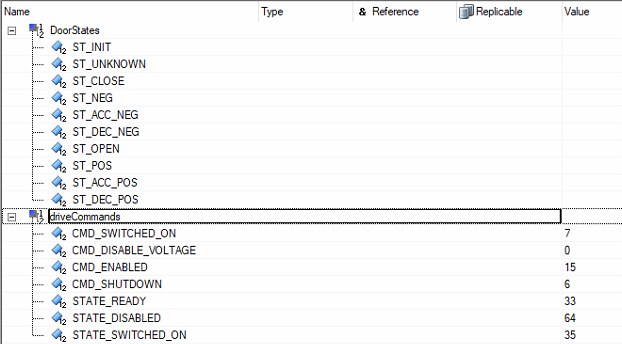 Name Type & Reference Replicable Value
DoorStates
ST_INIT
ST_UNKNOWN
ST_CLOSE
ST_NEG
ST_ACC_NEG
ST_DEC_NEG
ST_OPEN
ST_POS
ST_ACC_POS
ST_DEC_POS
driveCommands
CMD_SWITCHED_ON 7
CMD_DISABLE_VOLTAGE 0
CMD_ENABLED 15
CMD_SHUTDOWN 6
STATE_READY 33
STATE_DISABLED 64
STATE_SWITCHED_ON 35